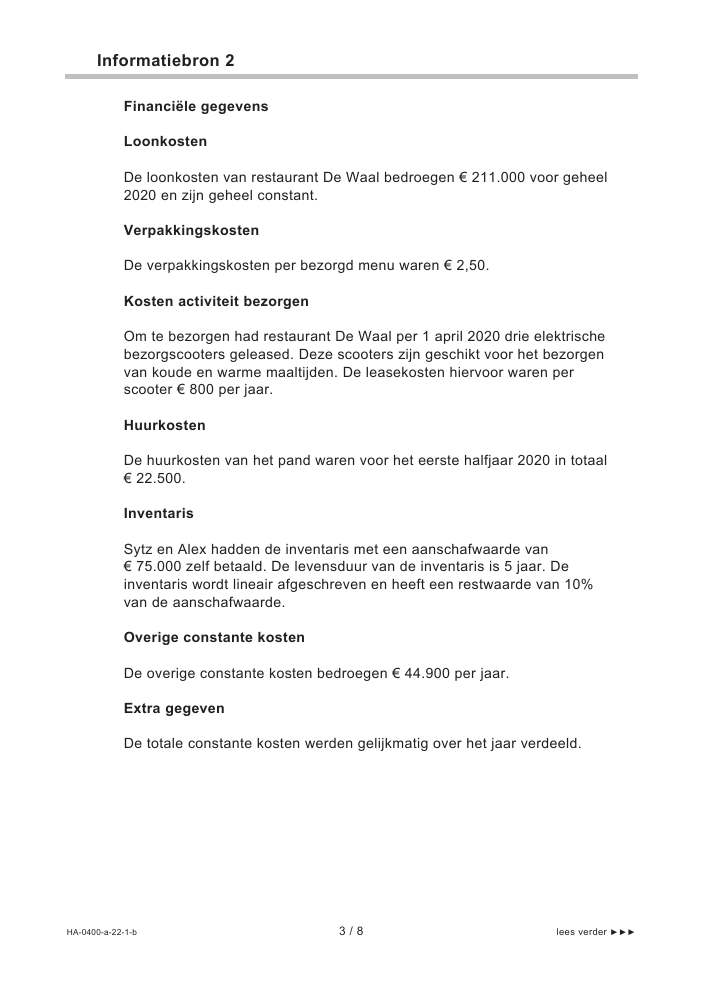 Informatiebron 2
Financiële gegevens
Loonkosten
De loonkosten van restaurant De Waal bedroegen € 211.000 voor geheel
2020 en zijn geheel constant.
Verpakkingskosten
De verpakkingskosten per bezorgd menu waren € 2,50.
Kosten activiteit bezorgen
Om te bezorgen had restaurant De Waal per 1 april 2020 drie elektrische
bezorgscooters geleased. Deze scooters zijn geschikt voor het bezorgen
van koude en warme maaltijden. De leasekosten hiervoor waren per
scooter € 800 per jaar.
Huurkosten
De huurkosten van het pand waren voor het eerste halfjaar 2020 in totaal
€ 22.500.
Inventaris
Sytz en Alex hadden de inventaris met een aanschafwaarde van
€ 75.000 zelf betaald. De levensduur van de inventaris is 5 jaar. De
inventaris wordt lineair afgeschreven en heeft een restwaarde van 10%
van de aanschafwaarde.
Overige constante kosten
De overige constante kosten bedroegen € 44.900 per jaar.
Extra gegeven
De totale constante kosten werden gelijkmatig over het jaar verdeeld.
HA-0400-a-22-1-b
3 / 8
lees verder ►►►